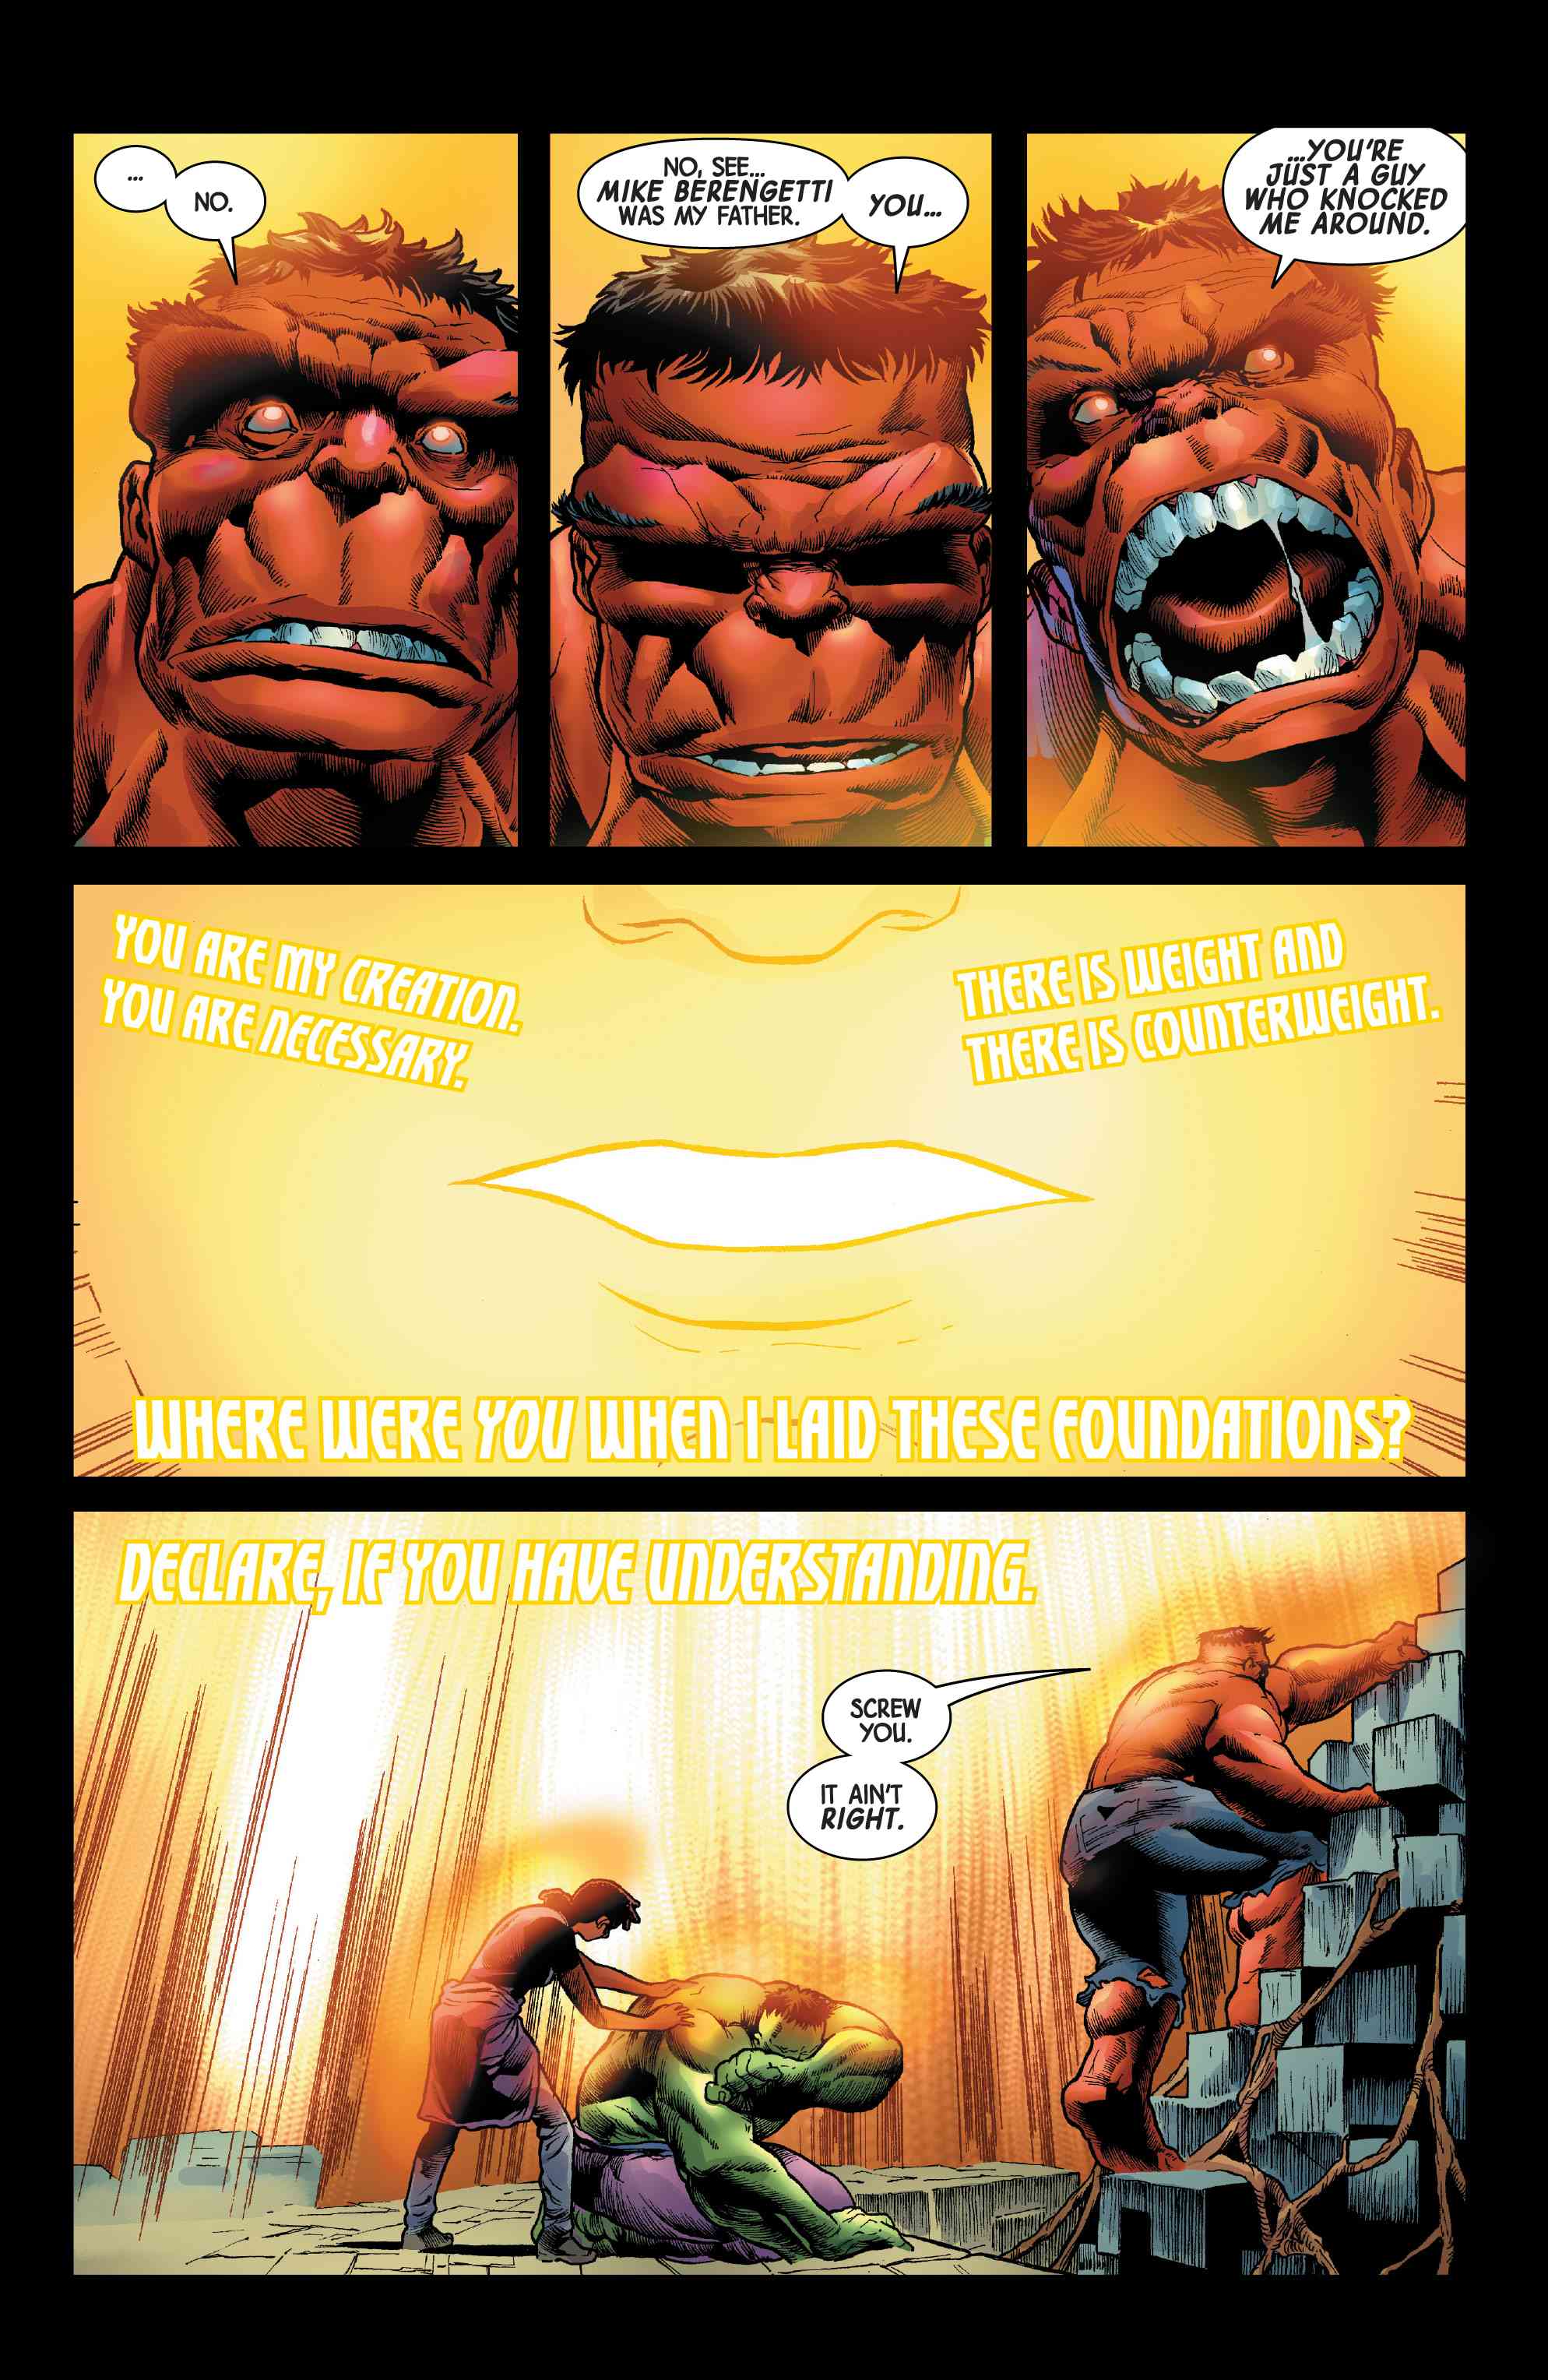 ...
NO.
NO, SEE...
MIKE BERENGETTI
WAS MY FATHER.
YOU...
...YOU'RE
JUST A GUY
WHO KNOCKED
ME AROUND.
YOU ARE MY CREATION.
YOU ARE NECESSARY.
THERE IS WEIGHT AND
THERE IS COUNTERWEIGHT.
WHERE WERE YOU WHEN I LAID THESE FOUNDATIONS?
DECLARE, IF YOU HAVE UNDERSTANDING.
SCREW
YOU.
IT AIN'T
RIGHT.